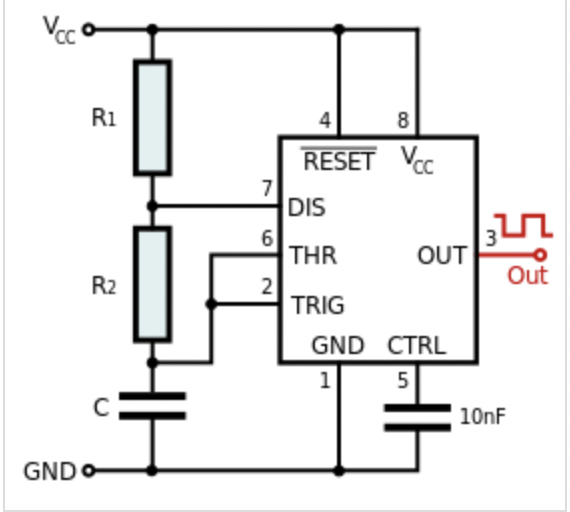 VCC
R1
R2
C
GND
4
8
RESET
VCC
7
DIS
6
THR
2
TRIG
OUT
3
Out
GND
CTRL
1
5
10nF